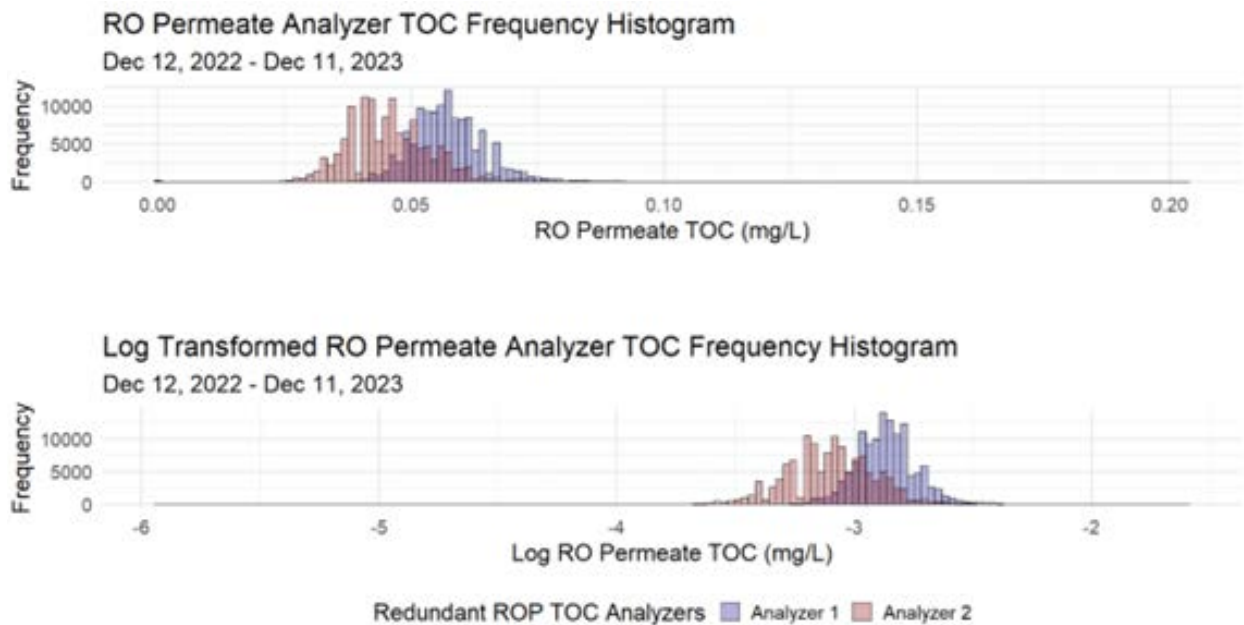 RO Permeate Analyzer TOC Frequency Histogram
Dec 12, 2022 - Dec 11, 2023
Frequency
10000
5000
0
0.00 0.05 0.10 0.15 0.20
RO Permeate TOC (mg/L)
Log Transformed RO Permeate Analyzer TOC Frequency Histogram
Dec 12, 2022 - Dec 11, 2023
Frequency
10000
5000
0
-6 -5 -4 -3 -2
Log RO Permeate TOC (mg/L)
Redundant ROP TOC Analyzers Analyzer 1 Analyzer 2